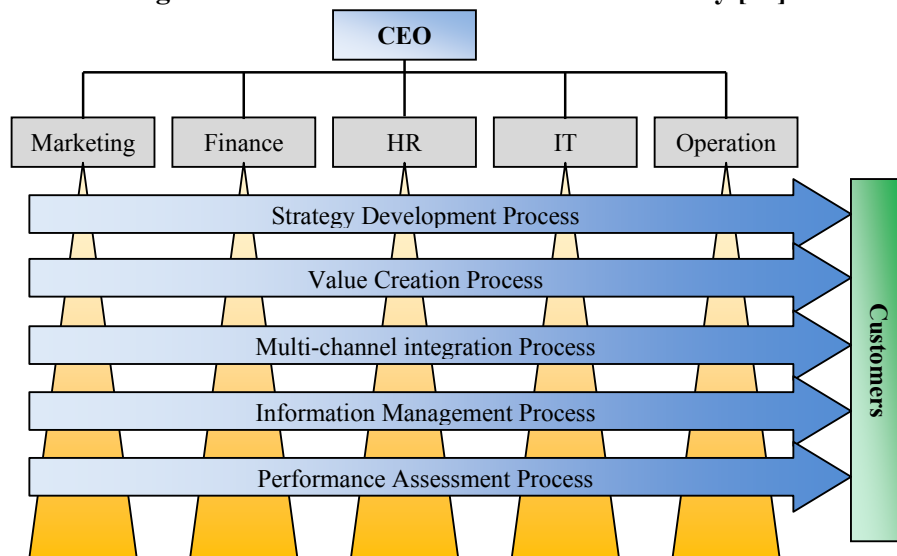 CEO
Marketing
Finance
HR
IT
Operation
Strategy Development Process
Value Creation Process
Multi-channel integration Process
Information Management Process
Performance Assessment Process
Customers